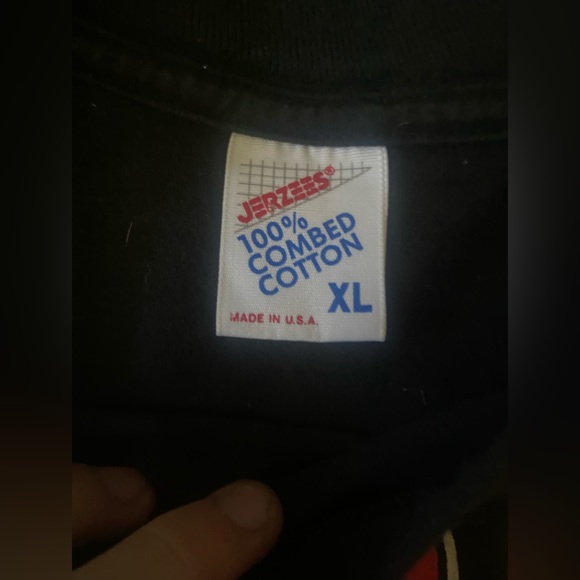 JERZEES®
100%
COMBED
COTTON
XL
MADE IN U.S.A.